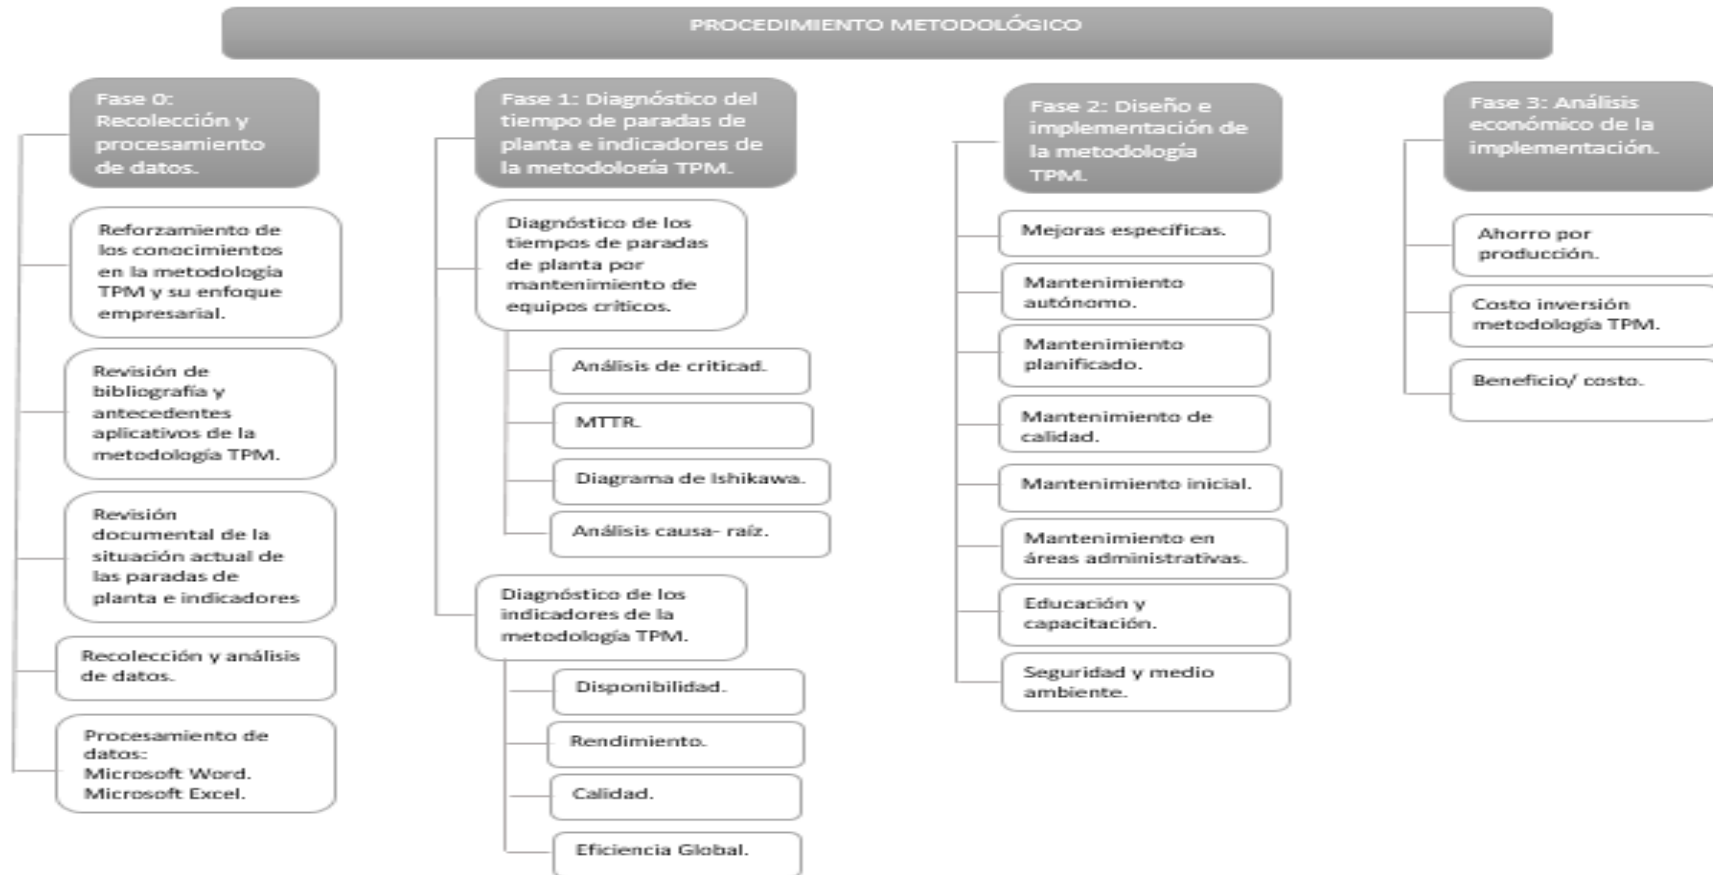 PROCEDIMIENTO METODOLÓGICO
Fase 0:
Recolección y
procesamiento
de datos.
Reforzamiento de
los conocimientos
en la metodología
TPM y su enfoque
empresarial.
Revisión de
bibliografía y
antecedentes
aplicativos de la
metodología TPM.
Revisión
documental de la
situación actual de
las paradas de
planta e indicadores
Recolección y análisis
de datos.
Procesamiento de
datos:
Microsoft Word.
Microsoft Excel.
Fase 1: Diagnóstico del
tiempo de paradas de
planta e indicadores de
la metodología TPM.
Diagnóstico de los
tiempos de paradas
de planta por
mantenimiento de
equipos críticos.
Análisis de criticad.
MTTR.
Diagrama de Ishikawa.
Análisis causa- raíz.
Diagnóstico de los
indicadores de la
metodología TPM.
Disponibilidad.
Rendimiento.
Calidad.
Eficiencia Global.
Fase 2: Diseño e
implementación de
la metodología
TPM.
Mejoras específicas.
Mantenimiento
autónomo.
Mantenimiento
planificado.
Mantenimiento de
calidad.
Mantenimiento inicial.
Mantenimiento en
áreas administrativas.
Educación y
capacitación.
Seguridad y medio
ambiente.
Fase 3: Análisis
económico de la
implementación.
Ahorro por
producción.
Costo inversión
metodología TPM.
Beneficio/ costo.